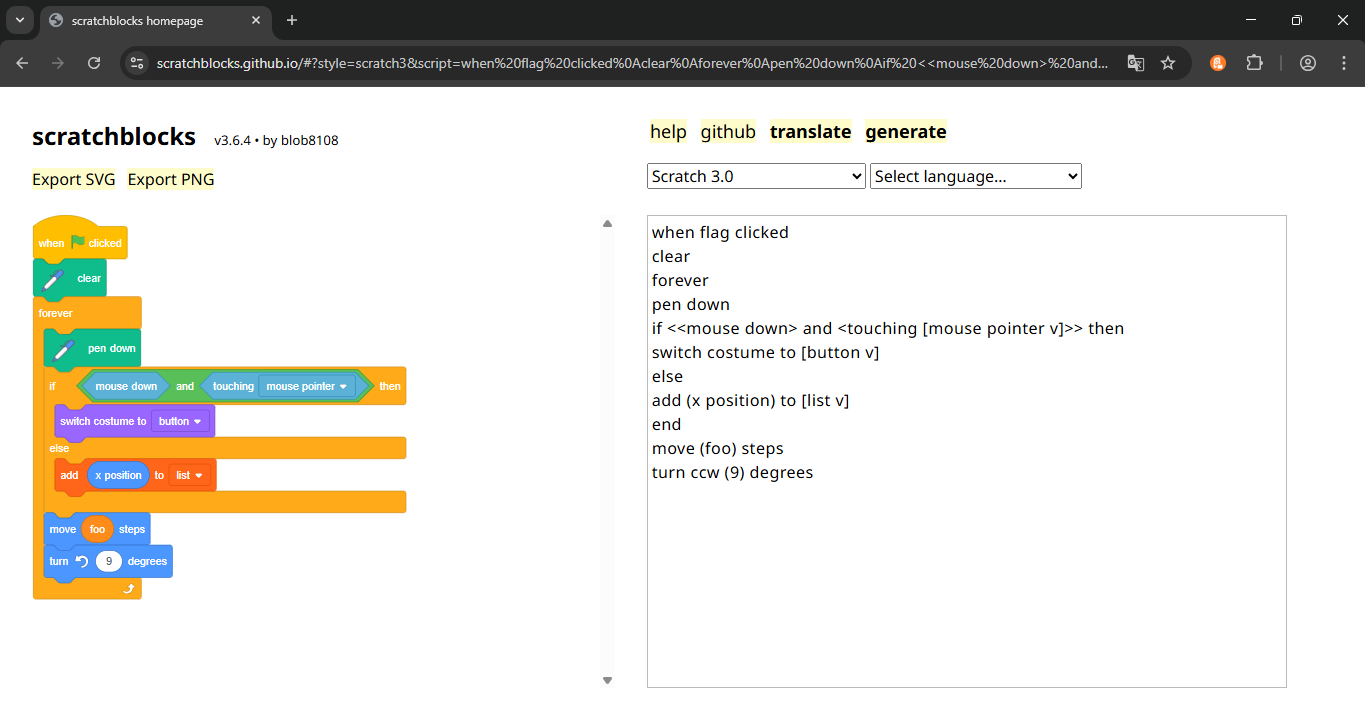 scratchblocks homepage
scratchblocks.github.io/#?style=scratch3&script=when%20flag%20clicked%0Aclear%0Aforever%0Apen%20down%0Aif%20<<mouse%20down>%20and...
scratchblocks v3.6.4 • by blob8108
Export SVG Export PNG
when clicked
clear
forever
pen down
if mouse down and touching mouse pointer then
switch costume to button
else
add x position to list
move foo steps
turn 9 degrees
help github translate generate
Scratch 3.0 Select language...
when flag clicked
clear
forever
pen down
if <<mouse down> and <touching [mouse pointer v]>> then
switch costume to [button v]
else
add (x position) to [list v]
end
move (foo) steps
turn ccw (9) degrees